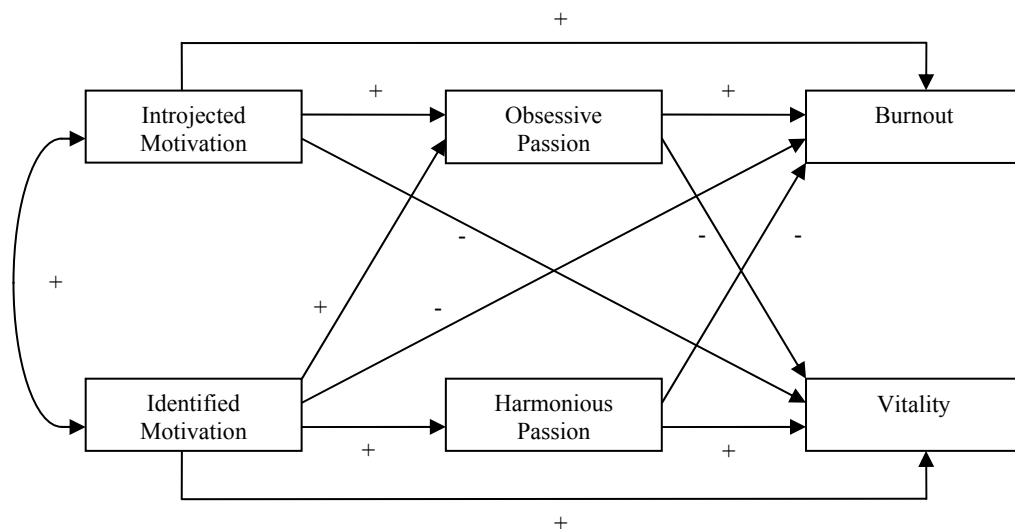 +
+
+
Introjected
Motivation
Obsessive
Passion
Burnout
-
-
-
+
+
-
Identified
Motivation
Harmonious
Passion
Vitality
+
+
+